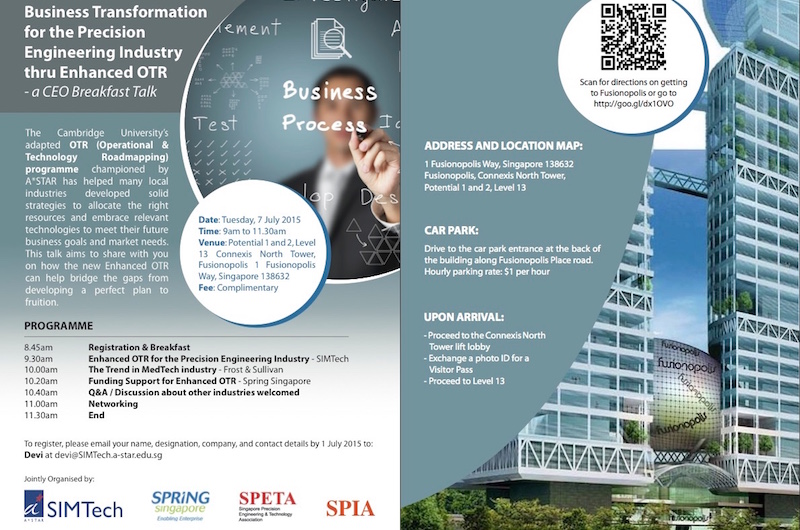 Business Transformation
for the Precision
Engineering Industry
thru Enhanced OTR
- a CEO Breakfast Talk
The Cambridge University's
adapted OTR (Operational &
Technology Roadmapping)
programme championed by
A*STAR has helped many local
industries developed solid
strategies to allocate the right
resources and embrace relevant
technologies to meet their future
business goals and market needs.
This talk aims to share with you
on how the new Enhanced OTR
can help bridge the gaps from
developing a perfect plan to
fruition.
Business
Process
Test
Date: Tuesday, 7 July 2015
Time: 9am to 11.30am
Venue: Potential 1 and 2, Level
13 Connexis North Tower,
Fusionopolis 1 Fusionopolis
Way, Singapore 138632
Fee: Complimentary
PROGRAMME
8.45am Registration & Breakfast
9.30am Enhanced OTR for the Precision Engineering Industry - SIMTech
10.00am The Trend in MedTech industry - Frost & Sullivan
10.20am Funding Support for Enhanced OTR - Spring Singapore
10.40am Q&A / Discussion about other industries welcomed
11.00am Networking
11.30am End
To register, please email your name, designation, company, and contact details by 1 July 2015 to:
Devi at devi@SIMTech.a-star.edu.sg
Jointly Organised by:
A*STAR
SIMTech
SPRING
singapore
Enabling Enterprise
SPETA
Singapore Precision
Engineering & Technology
Association
SPIA
Scan for directions on getting
to Fusionopolis or go to
http://goo.gl/dx1OVO
ADDRESS AND LOCATION MAP:
1 Fusionopolis Way, Singapore 138632
Fusionopolis, Connexis North Tower,
Potential 1 and 2, Level 13
CAR PARK:
Drive to the car park entrance at the back of
the building along Fusionopolis Place road.
Hourly parking rate: $1 per hour
UPON ARRIVAL:
- Proceed to the Connexis North
Tower lift lobby
- Exchange a photo ID for a
Visitor Pass
- Proceed to Level 13
fusionopolis
fusionopolis
fusionopolis
fusionopolis